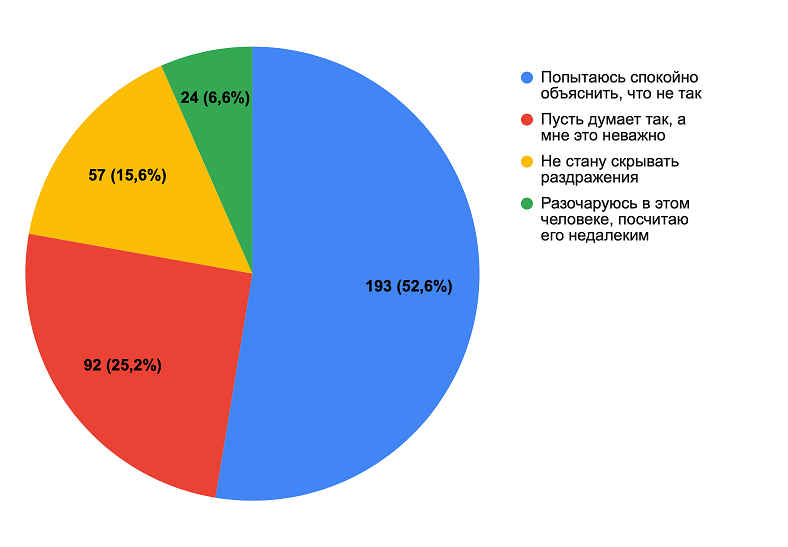 24 (6,6%)
57 (15,6%)
193 (52,6%)
92 (25,2%)
Попытаюсь спокойно
объяснить, что не так
Пусть думает так, а
мне это неважно
Не стану скрывать
раздражения
Разочаруюсь в этом
человеке, посчитаю
его недалеким